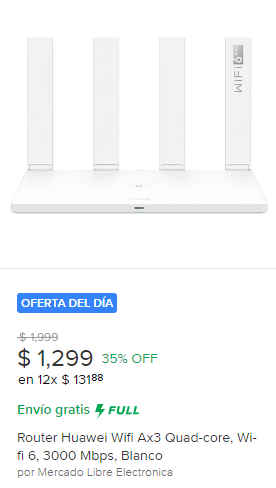 WIFI 6
OFERTA DEL DÍA
$ 1,999
$ 1,299 35% OFF
en 12x $ 131 88
Envío gratis FULL
Router Huawei Wifi Ax3 Quad-core, Wi-
fi 6, 3000 Mbps, Blanco
por Mercado Libre Electronica